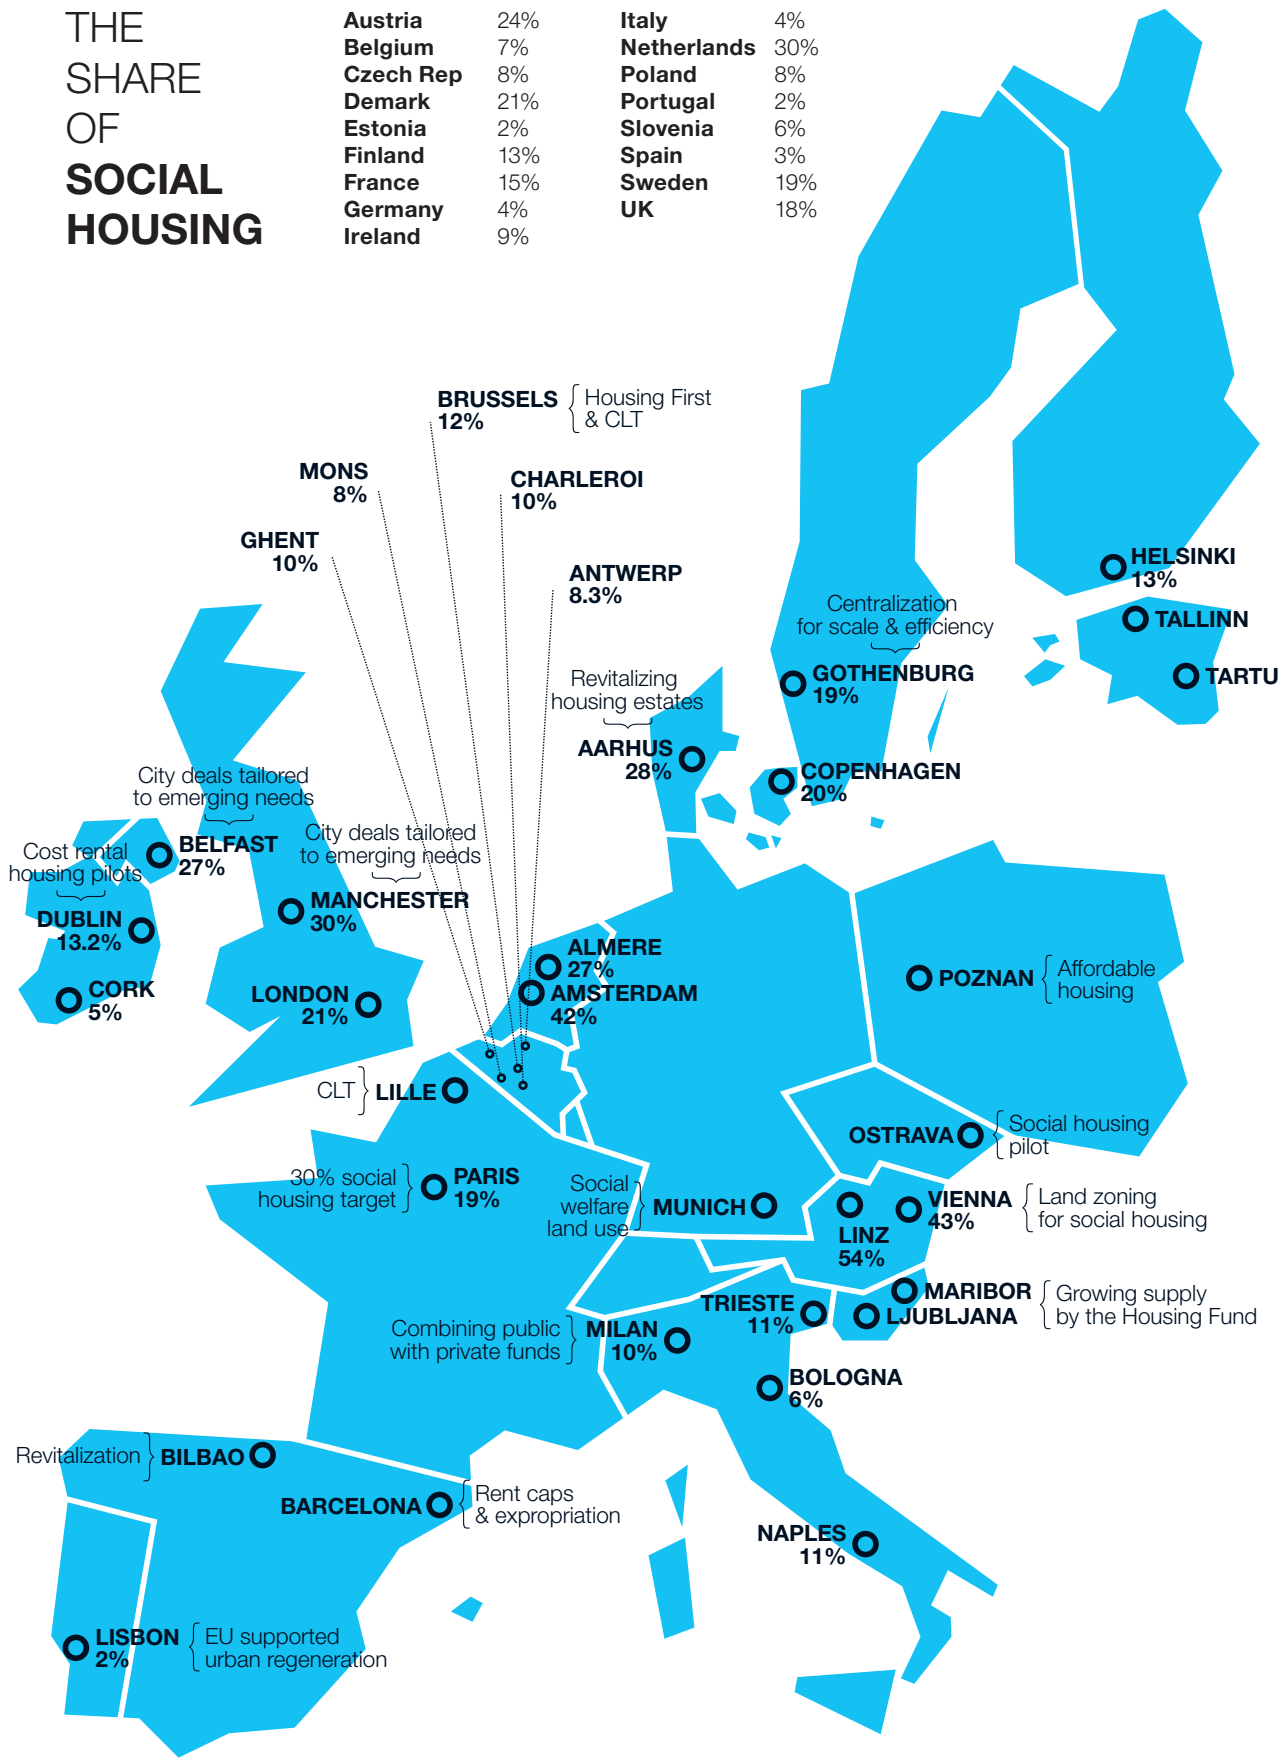 THE
SHARE
OF
SOCIAL
HOUSING
Austria 24%
Belgium 7%
Czech Rep 8%
Demark 21%
Estonia 2%
Finland 13%
France 15%
Germany 4%
Ireland 9%
Italy 4%
Netherlands 30%
Poland 8%
Portugal 2%
Slovenia 6%
Spain 3%
Sweden 19%
UK 18%
BRUSSELS
12%
Housing First
& CLT
MONS
8%
CHARLEROI
10%
GHENT
10%
ANTWERP
8.3%
HELSINKI
13%
Centralization
for scale & efficiency
GOTHENBURG
19%
TALLINN
TARTU
Revitalizing
housing estates
AARHUS
28%
COPENHAGEN
20%
City deals tailored
to emerging needs
BELFAST
27%
City deals tailored
to emerging needs
MANCHESTER
30%
Cost rental
housing pilots
DUBLIN
13.2%
CORK
5%
LONDON
21%
ALMERE
27%
AMSTERDAM
42%
POZNAN
Affordable
housing
CLT
LILLE
OSTRAVA
Social housing
pilot
30% social
housing target
PARIS
19%
Social
welfare
land use
MUNICH
LINZ
54%
VIENNA
43%
Land zoning
for social housing
MARIBOR
LJUBLJANA
Growing supply
by the Housing Fund
TRIESTE
11%
Combining public
with private funds
MILAN
10%
BOLOGNA
6%
Revitalization
BILBAO
BARCELONA
Rent caps
& expropriation
NAPLES
11%
LISBON
2%
EU supported
urban regeneration